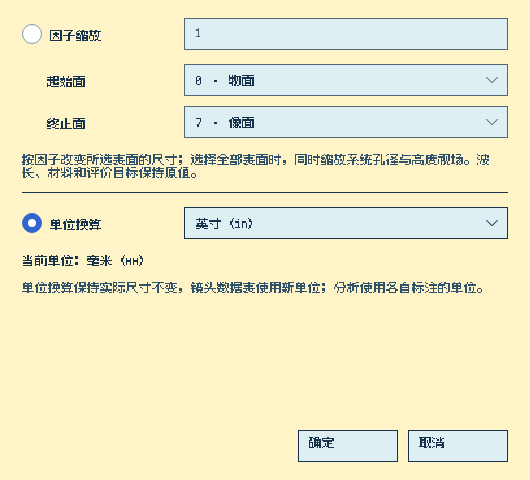 因子缩放
1
起始面
0 - 物面
终止面
7 - 像面
按因子改变所选表面的尺寸；选择全部表面时，同时缩放系统孔径与高度视场。波
长、材料和评价目标保持原值。
单位换算
英寸 (in)
当前单位：毫米 (mm)
单位换算保持实际尺寸不变，镜头数据表使用新单位；分析使用各自标注的单位。
确定
取消